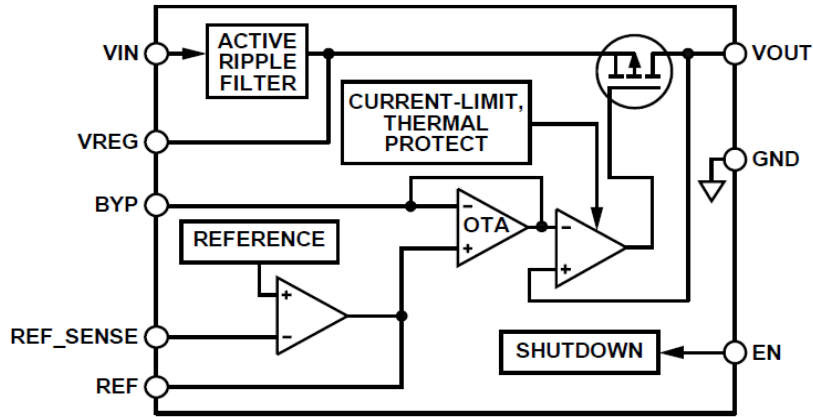 VIN
ACTIVE
RIPPLE
FILTER
VOUT
CURRENT-LIMIT,
THERMAL
PROTECT
VREG
GND
BYP
−
OTA
+
−
+
REFERENCE
+
−
REF_SENSE
REF
SHUTDOWN
EN